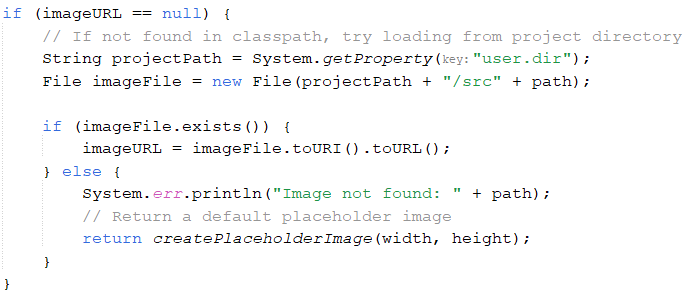 if (imageURL == null) {
    // If not found in classpath, try loading from project directory
    String projectPath = System.getProperty(key: "user.dir");
    File imageFile = new File(projectPath + "/src" + path);

    if (imageFile.exists()) {
        imageURL = imageFile.toURI().toURL();
    } else {
        System.err.println("Image not found: " + path);
        // Return a default placeholder image
        return createPlaceholderImage(width, height);
    }
}